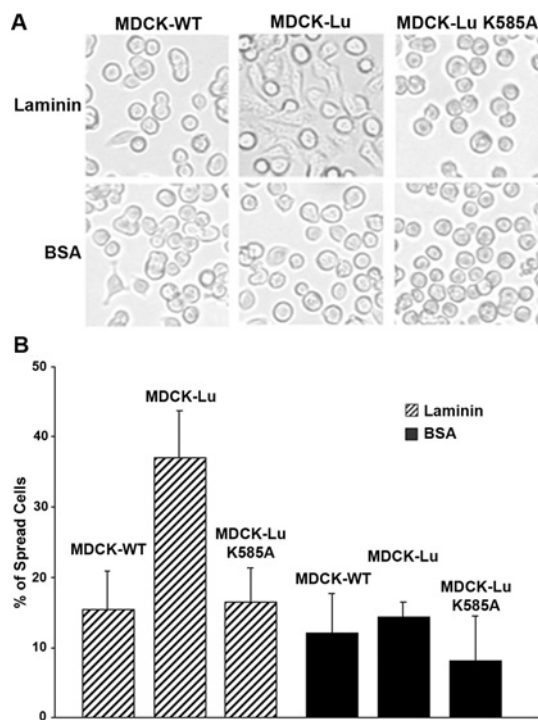 A
MDCK-WT MDCK-Lu MDCK-Lu K585A
Laminin
BSA
B
50
40
30
20
10
0
% of Spread Cells
MDCK-WT
MDCK-Lu
MDCK-Lu
K585A
MDCK-WT
MDCK-Lu
MDCK-Lu
K585A
Laminin
BSA